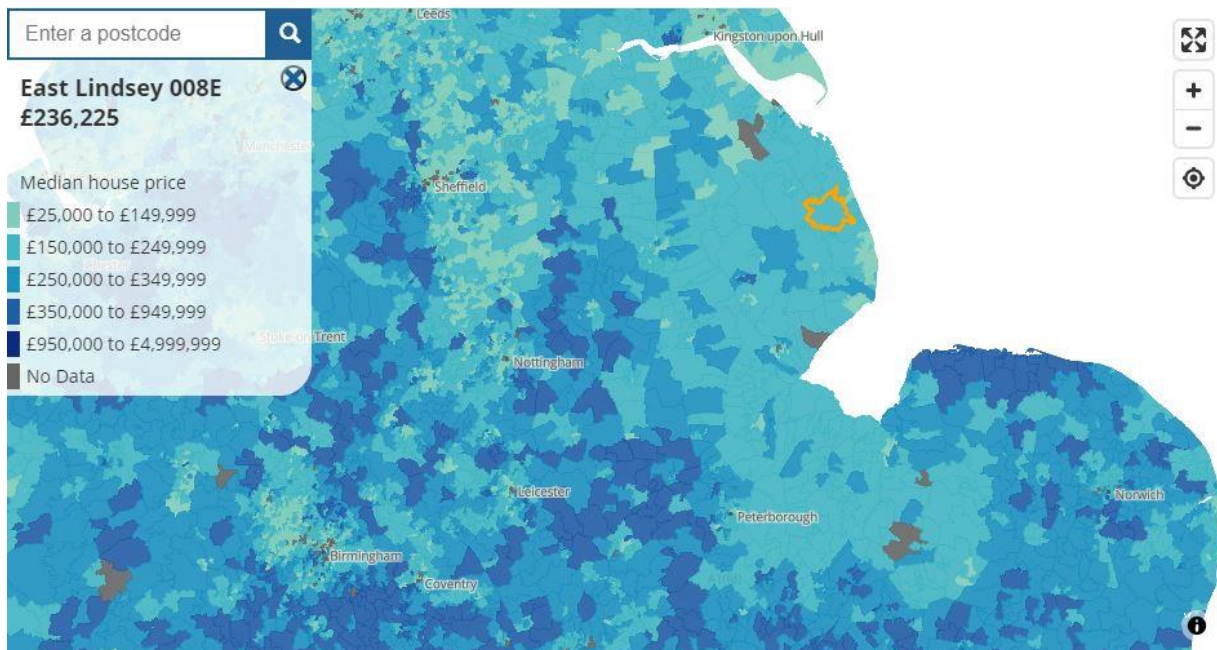 Enter a postcode
East Lindsey 008E
£236,225
Median house price
£25,000 to £149,999
£150,000 to £249,999
£250,000 to £349,999
£350,000 to £949,999
£950,000 to £4,999,999
No Data
Leeds
Kingston upon Hull
Manchester
Sheffield
Stoke on Trent
Nottingham
Leicester
Peterborough
Norwich
Birmingham
Coventry